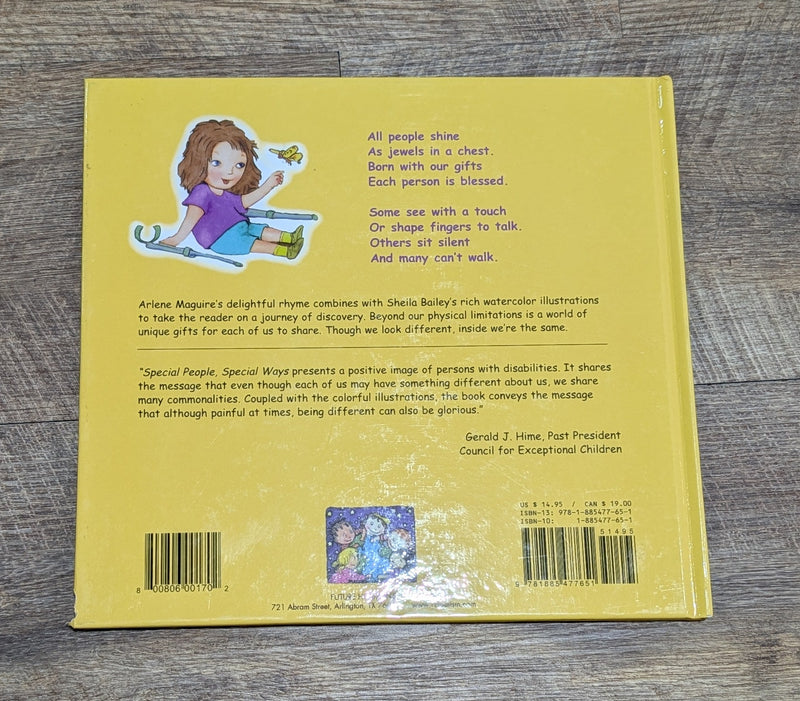 All people shine
As jewels in a chest.
Born with our gifts
Each person is blessed.
Some see with a touch
Or shape fingers to talk.
Others sit silent
And many can't walk.
Arlene Maguire's delightful rhyme combines with Sheila Bailey's rich watercolor illustrations
to take the reader on a journey of discovery. Beyond our physical limitations is a world of
unique gifts for each of us to share. Though we look different, inside we're the same.
"Special People, Special Ways presents a positive image of persons with disabilities. It shares
the message that even though each of us may have something different about us, we share
many commonalities. Coupled with the colorful illustrations, the book conveys the message
that although painful at times, being different can also be glorious."
Gerald J. Hime, Past President
Council for Exceptional Children
US $ 14.95 / CAN $ 19.00
ISBN-13: 978-1-885477-65-1
ISBN-10: 1-885477-65-1
51495
9 781885 477651
8 00806 00170 2
721 Abram Street, Arlington, TX